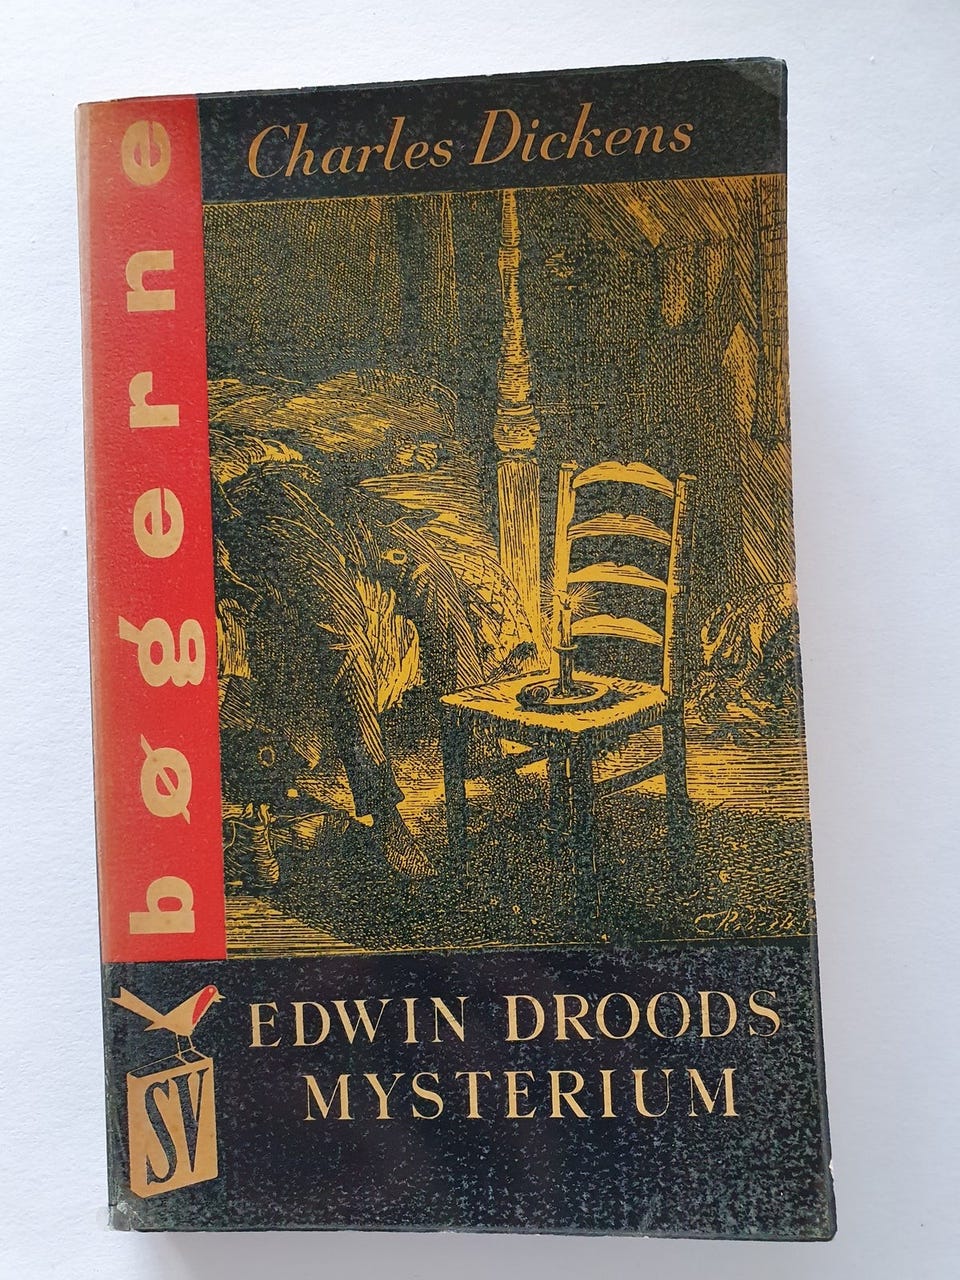 Charles Dickens
bøgerne
SV
EDWIN DROODS
MYSTERIUM